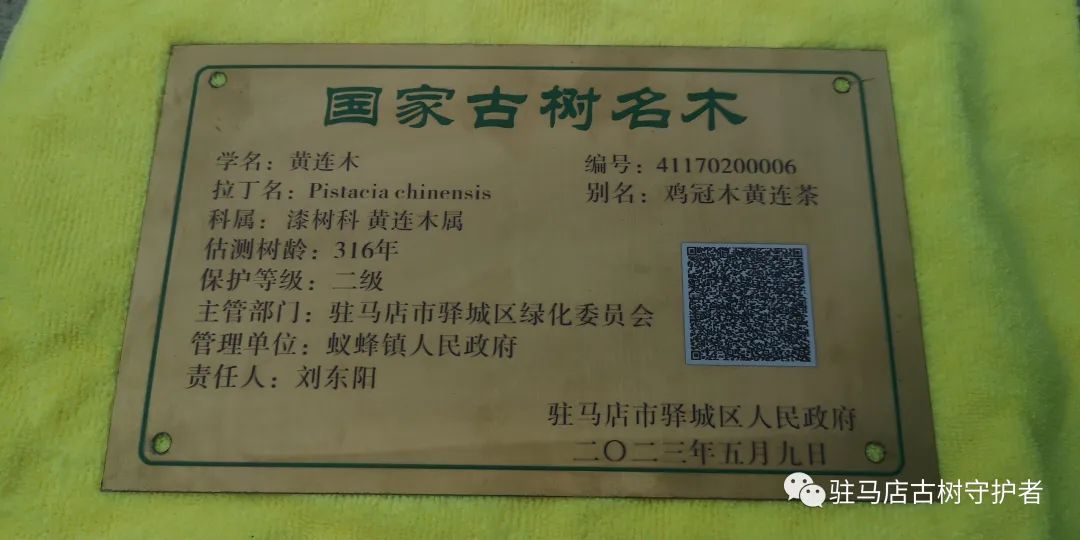 国家古树名木
学名：黄连木
编号：41170200006
拉丁名：Pistacia chinensis
别名：鸡冠木黄连茶
科属：漆树科 黄连木属
估测树龄：316年
保护等级：二级
主管部门：驻马店市驿城区绿化委员会
管理单位：蚁蜂镇人民政府
责任人：刘东阳
驻马店市驿城区人民政府
二〇二三年五月九日
驻马店古树守护者